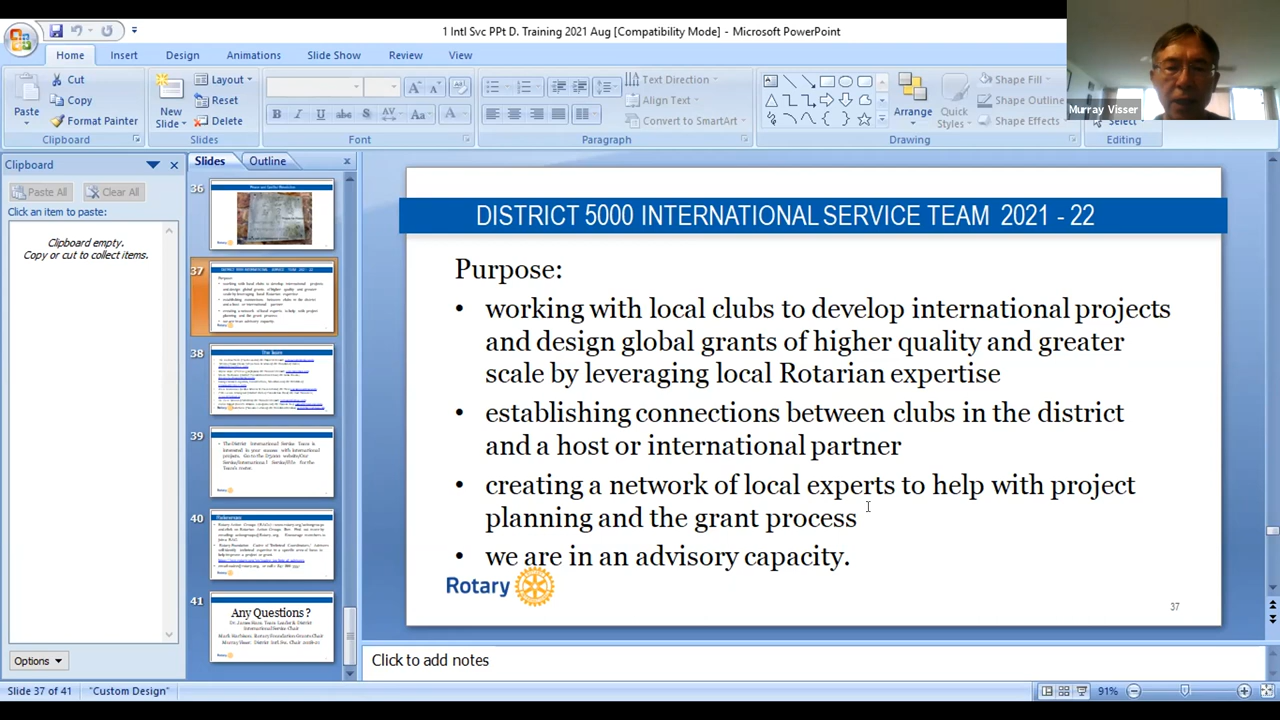 1 Intl Svc PPt D. Training 2021 Aug [Compatibility Mode] - Microsoft PowerPoint
Home Insert Design Animations Slide Show Review View
Murray Visser
Paste
Cut
Copy
Format Painter
Clipboard
New
Slide
Layout
Reset
Delete
Slides
B I U abe S AV Aa A
Font
Text Direction
Align Text
Convert to SmartArt
Paragraph
Arrange
Quick
Styles
Shape Fill
Shape Outline
Shape Effects
Drawing
Select
Editing
Clipboard
Paste All Clear All
Click an item to paste:
Clipboard empty.
Copy or cut to collect items.
Options
Slides Outline
36
37
38
The Team
39
40
41
Any Questions ?
DISTRICT 5000 INTERNATIONAL SERVICE TEAM 2021 - 22
Purpose:
• working with local clubs to develop international projects
and design global grants of higher quality and greater
scale by leveraging local Rotarian expertise
• establishing connections between clubs in the district
and a host or international partner
• creating a network of local experts to help with project
planning and the grant process
• we are in an advisory capacity.
Rotary
37
Click to add notes
Slide 37 of 41 "Custom Design" 91%